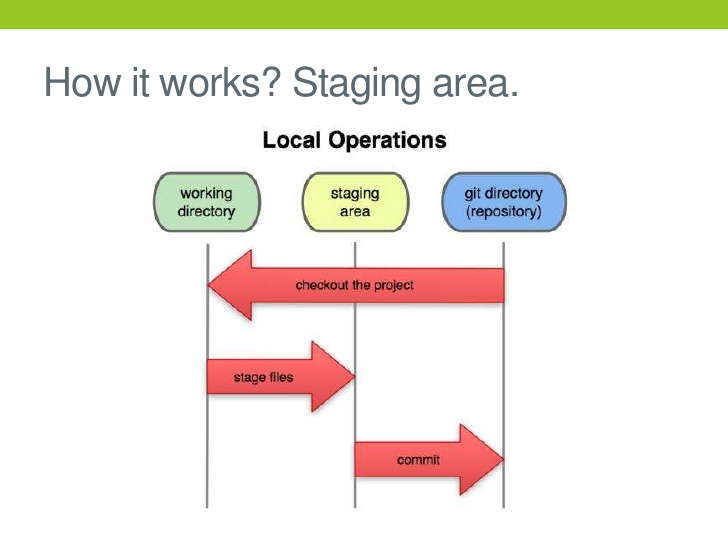 How it works? Staging area.
Local Operations
working
directory
staging
area
git directory
(repository)
checkout the project
stage files
commit